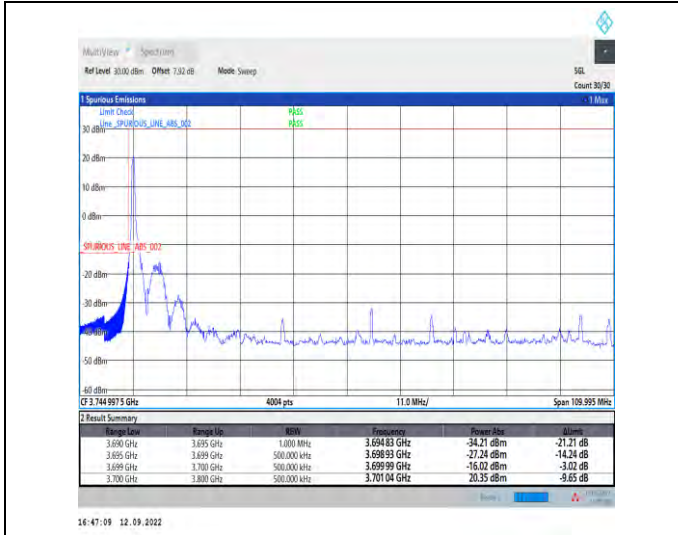 MultiView Spectrum
Ref Level 30.00 dBm Offset 7.92 dB Mode Sweep SGL
Count 30/30
1 Spurious Emissions 1 Max
Limit Check PASS
Line _SPURIOUS_LINE_ABS_002 PASS
30 dBm
20 dBm
10 dBm
0 dBm
_SPURIOUS_LINE_ABS_002
-20 dBm
-30 dBm
-40 dBm
-50 dBm
-60 dBm
CF 3.744 997 5 GHz 4004 pts 11.0 MHz/ Span 109.995 MHz
2 Result Summary
Range Low Range Up RBW Frequency Power Abs ΔLimit
3.690 GHz 3.695 GHz 1.000 MHz 3.694 83 GHz -34.21 dBm -21.21 dB
3.695 GHz 3.699 GHz 500.000 kHz 3.698 93 GHz -27.24 dBm -14.24 dB
3.699 GHz 3.700 GHz 500.000 kHz 3.699 99 GHz -16.02 dBm -3.02 dB
3.700 GHz 3.800 GHz 500.000 kHz 3.701 04 GHz 20.35 dBm -9.65 dB
16:47:09 12.09.2022